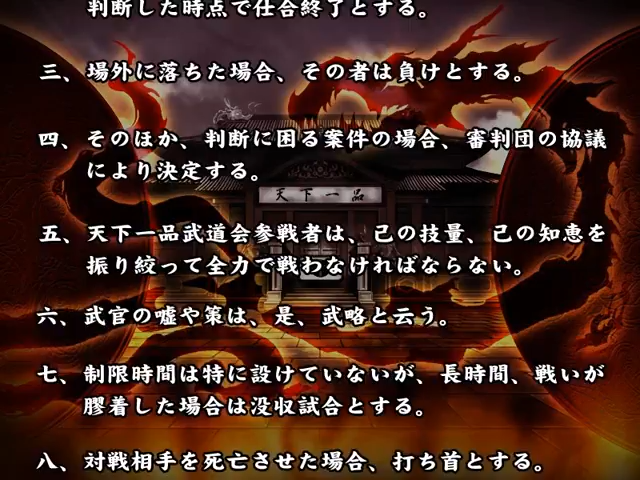 判断した時点で仕合終了とする。
三、場外に落ちた場合、その者は負けとする。
四、そのほか、判断に困る案件の場合、審判団の協議
により決定する。
天下一品
五、天下一品武道会参戦者は、己の技量、己の知恵を
振り絞って全力で戦わなければならない。
六、武官の嘘や策は、是、武略と云う。
七、制限時間は特に設けていないが、長時間、戦いが
膠着した場合は没収試合とする。
八、対戦相手を死亡させた場合、打ち首とする。